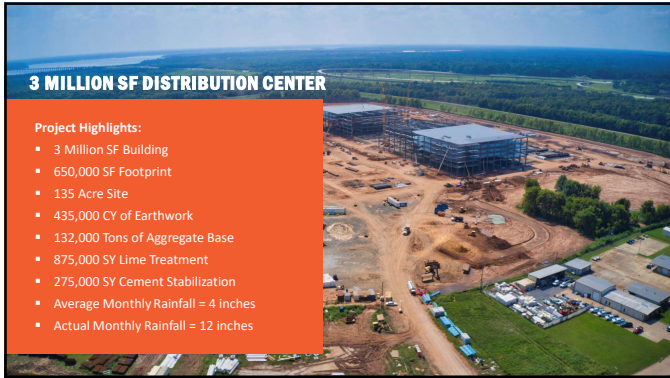 3 MILLION SF DISTRIBUTION CENTER
Project Highlights:
▪ 3 Million SF Building
▪ 650,000 SF Footprint
▪ 135 Acre Site
▪ 435,000 CY of Earthwork
▪ 132,000 Tons of Aggregate Base
▪ 875,000 SY Lime Treatment
▪ 275,000 SY Cement Stabilization
▪ Average Monthly Rainfall = 4 inches
▪ Actual Monthly Rainfall = 12 inches